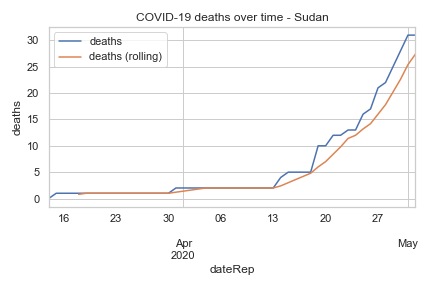 COVID-19 deaths over time - Sudan
deaths
deaths (rolling)
deaths
30
25
20
15
10
5
0
16 23 30 06 13 20 27
Apr May
2020
dateRep